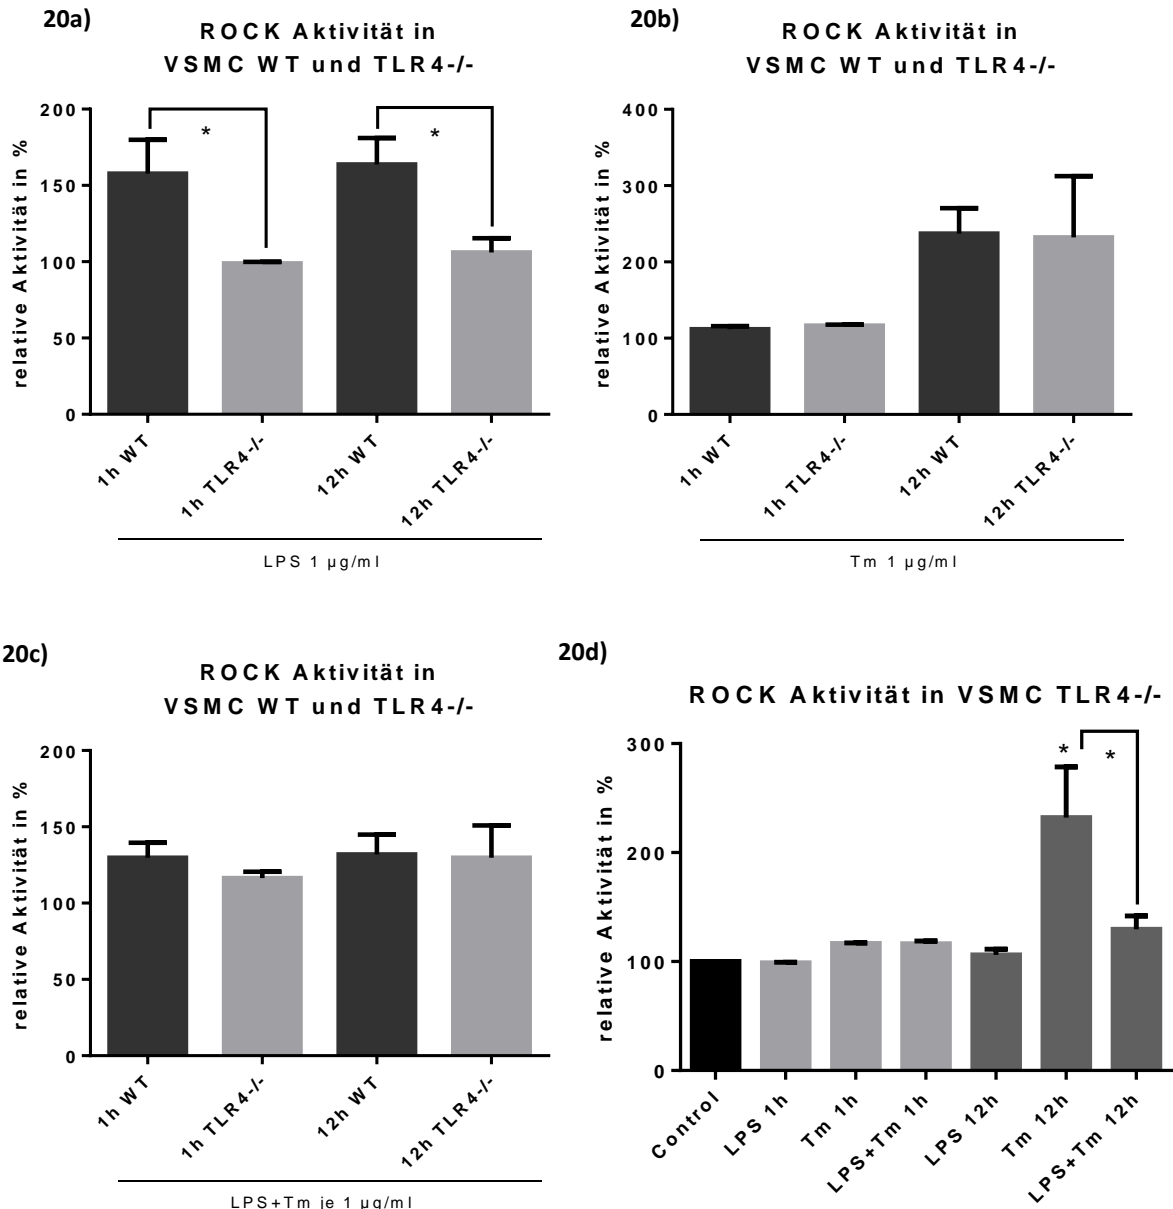 20a)
ROCK Aktivität in
VSMC WT und TLR4-/-
relative Aktivität in %
200
150
100
50
0
*
*
1h WT
1h TLR4-/-
12h WT
12h TLR4-/-
LPS 1 µg/ml
20b)
ROCK Aktivität in
VSMC WT und TLR4-/-
relative Aktivität in %
400
300
200
100
0
1h WT
1h TLR4-/-
12h WT
12h TLR4-/-
Tm 1 µg/ml
20c)
ROCK Aktivität in
VSMC WT und TLR4-/-
relative Aktivität in %
200
150
100
50
0
1h WT
1h TLR4-/-
12h WT
12h TLR4-/-
LPS+Tm je 1 µg/ml
20d)
ROCK Aktivität in VSMC TLR4-/-
relative Aktivität in %
300
200
100
0
*
*
Control
LPS 1h
Tm 1h
LPS+Tm 1h
LPS 12h
Tm 12h
LPS+Tm 12h